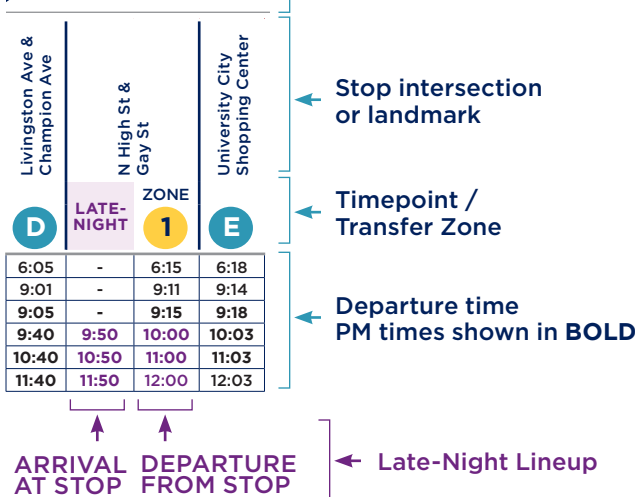 Livingston Ave &
Champion Ave
N High St &
Gay St
University City
Shopping Center
Stop intersection
or landmark
D
LATE-
NIGHT
ZONE
1
E
Timepoint /
Transfer Zone
6:05 - 6:15 6:18
9:01 - 9:11 9:14
9:05 - 9:15 9:18
9:40 9:50 10:00 10:03
10:40 10:50 11:00 11:03
11:40 11:50 12:00 12:03
Departure time
PM times shown in BOLD
ARRIVAL
AT STOP
DEPARTURE
FROM STOP
Late-Night Lineup